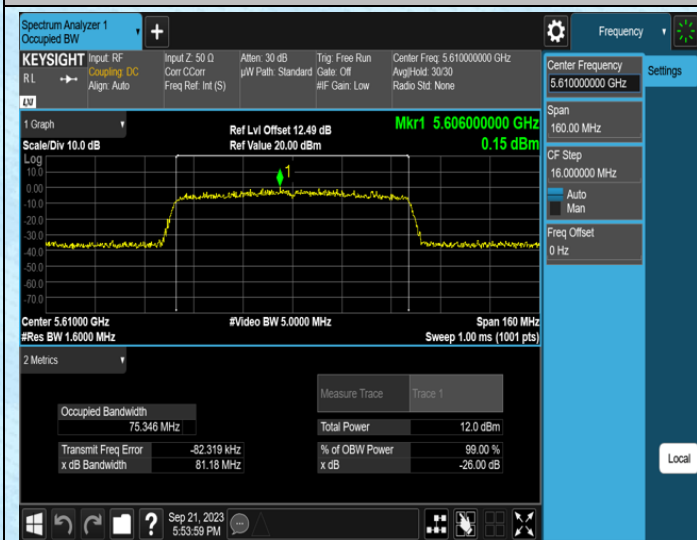 Spectrum Analyzer 1
Occupied BW
Frequency
KEYSIGHT
R L
LXI
Input: RF
Coupling: DC
Align: Auto
Input Z: 50 Ω
Corr CCorr
Freq Ref: Int (S)
Atten: 30 dB
µW Path: Standard
Trig: Free Run
Gate: Off
#IF Gain: Low
Center Freq: 5.610000000 GHz
Avg|Hold: 30/30
Radio Std: None
Center Frequency
5.610000000 GHz
Settings
Span
160.00 MHz
CF Step
16.000000 MHz
Auto
Man
Freq Offset
0 Hz
Local
1 Graph
Scale/Div 10.0 dB
Ref Lvl Offset 12.49 dB
Ref Value 20.00 dBm
Mkr1 5.606000000 GHz
0.15 dBm
Log
10.0
0.00
-10.0
-20.0
-30.0
-40.0
-50.0
-60.0
-70.0
1
Center 5.61000 GHz
#Res BW 1.6000 MHz
#Video BW 5.0000 MHz
Span 160 MHz
Sweep 1.00 ms (1001 pts)
2 Metrics
Measure Trace
Trace 1
Occupied Bandwidth
75.346 MHz
Total Power
12.0 dBm
Transmit Freq Error
-82.319 kHz
% of OBW Power
99.00 %
x dB Bandwidth
81.18 MHz
x dB
-26.00 dB
?
Sep 21, 2023
5:53:59 PM